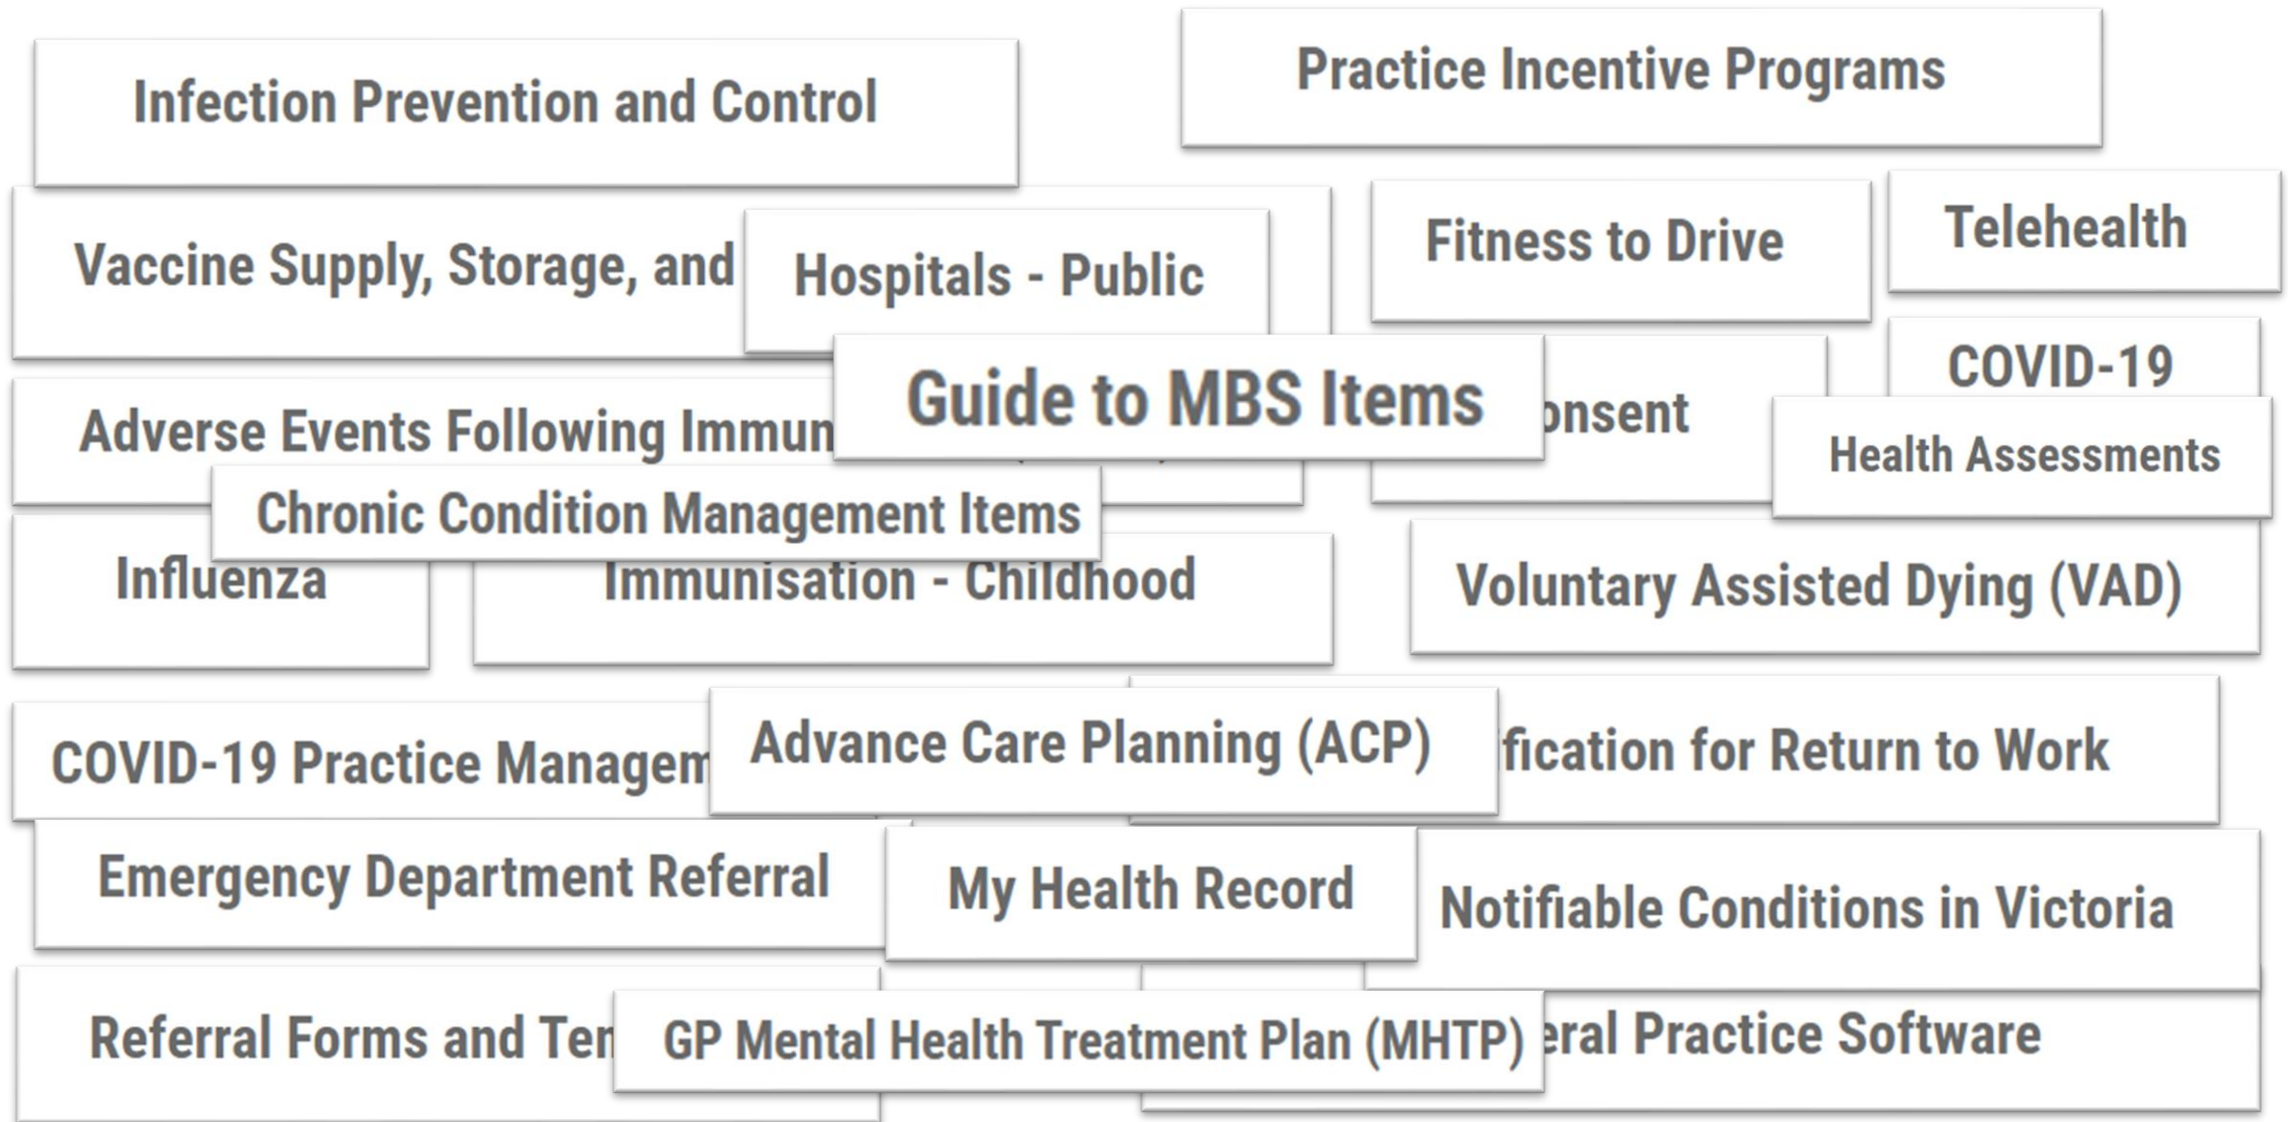 Practice Incentive Programs
Infection Prevention and Control
Fitness to Drive
Telehealth
Vaccine Supply, Storage, and
Hospitals - Public
COVID-19
Guide to MBS Items
onsent
Adverse Events Following Immun
Health Assessments
Chronic Condition Management Items
Influenza
Immunisation - Childhood
Voluntary Assisted Dying (VAD)
COVID-19 Practice Managem
Advance Care Planning (ACP)
fication for Return to Work
Emergency Department Referral
My Health Record
Notifiable Conditions in Victoria
Referral Forms and Tem
GP Mental Health Treatment Plan (MHTP)
eral Practice Software